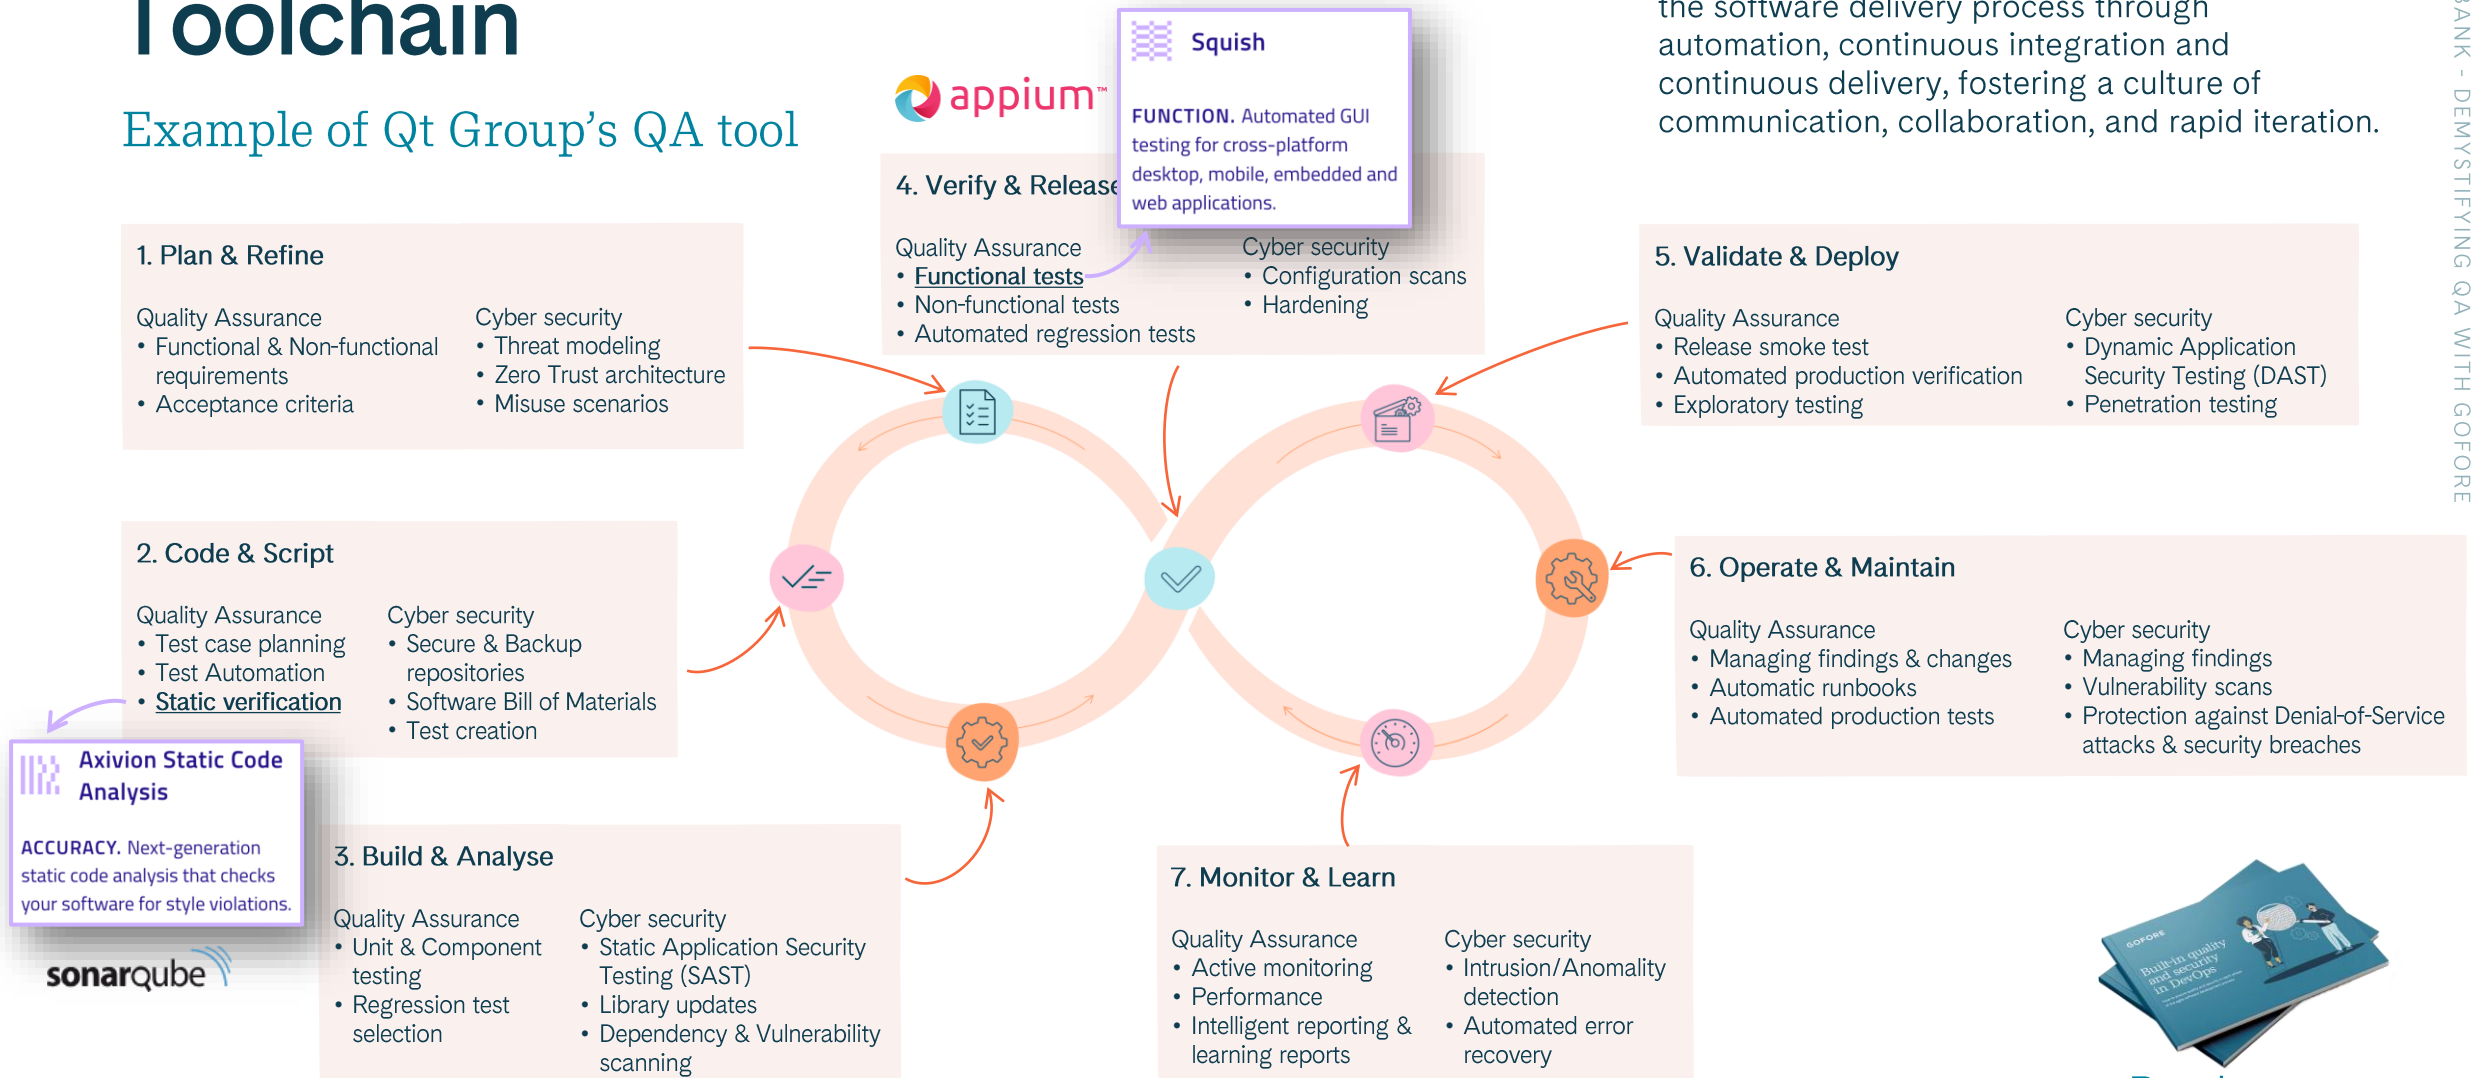 Toolchain
Example of Qt Group's QA tool
the software delivery process through
automation, continuous integration and
continuous delivery, fostering a culture of
communication, collaboration, and rapid iteration.
BANK - DEMYSTIFYING QA WITH GOFORE
appium™
Squish
FUNCTION. Automated GUI
testing for cross-platform
desktop, mobile, embedded and
web applications.
1. Plan & Refine
Quality Assurance
• Functional & Non-functional
requirements
• Acceptance criteria
Cyber security
• Threat modeling
• Zero Trust architecture
• Misuse scenarios
2. Code & Script
Quality Assurance
• Test case planning
• Test Automation
• Static verification
Cyber security
• Secure & Backup
repositories
• Software Bill of Materials
• Test creation
Axivion Static Code
Analysis
ACCURACY. Next-generation
static code analysis that checks
your software for style violations.
sonarqube
3. Build & Analyse
Quality Assurance
• Unit & Component
testing
• Regression test
selection
Cyber security
• Static Application Security
Testing (SAST)
• Library updates
• Dependency & Vulnerability
scanning
4. Verify & Release
Quality Assurance
• Functional tests
• Non-functional tests
• Automated regression tests
Cyber security
• Configuration scans
• Hardening
5. Validate & Deploy
Quality Assurance
• Release smoke test
• Automated production verification
• Exploratory testing
Cyber security
• Dynamic Application
Security Testing (DAST)
• Penetration testing
6. Operate & Maintain
Quality Assurance
• Managing findings & changes
• Automatic runbooks
• Automated production tests
Cyber security
• Managing findings
• Vulnerability scans
• Protection against Denial-of-Service
attacks & security breaches
7. Monitor & Learn
Quality Assurance
• Active monitoring
• Performance
• Intelligent reporting &
learning reports
Cyber security
• Intrusion/Anomality
detection
• Automated error
recovery
GOFORE
Built-in quality
and security
in DevOps